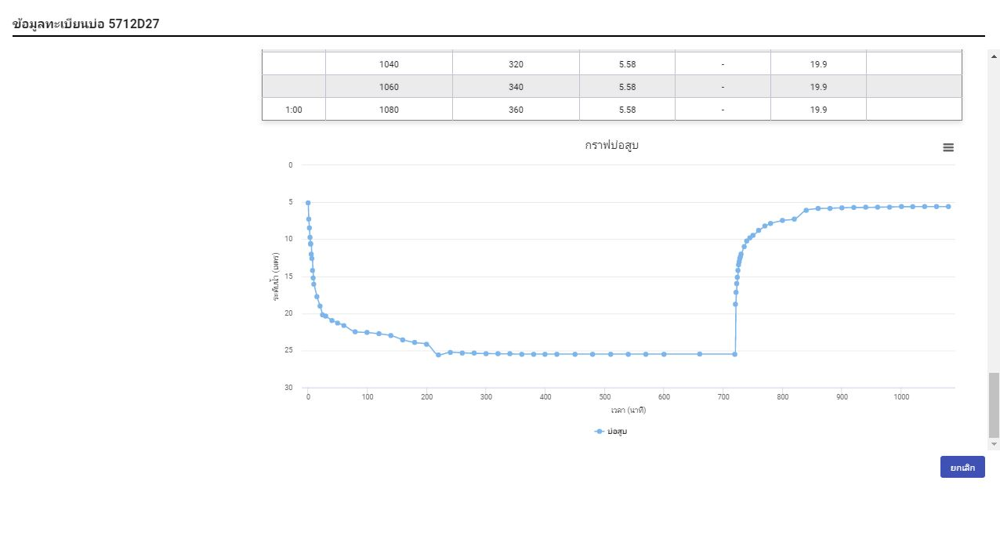 ข้อมูลทะเบียนบ่อ 5712D27
1040 320 5.58 - 19.9
1060 340 5.58 - 19.9
1:00 1080 360 5.58 - 19.9
กราฟบ่อสูบ
0
5
10
15
20
25
30
ระดับน้ำ (เมตร)
0 100 200 300 400 500 600 700 800 900 1000
เวลา (นาที)
บ่อสูบ
ยกเลิก